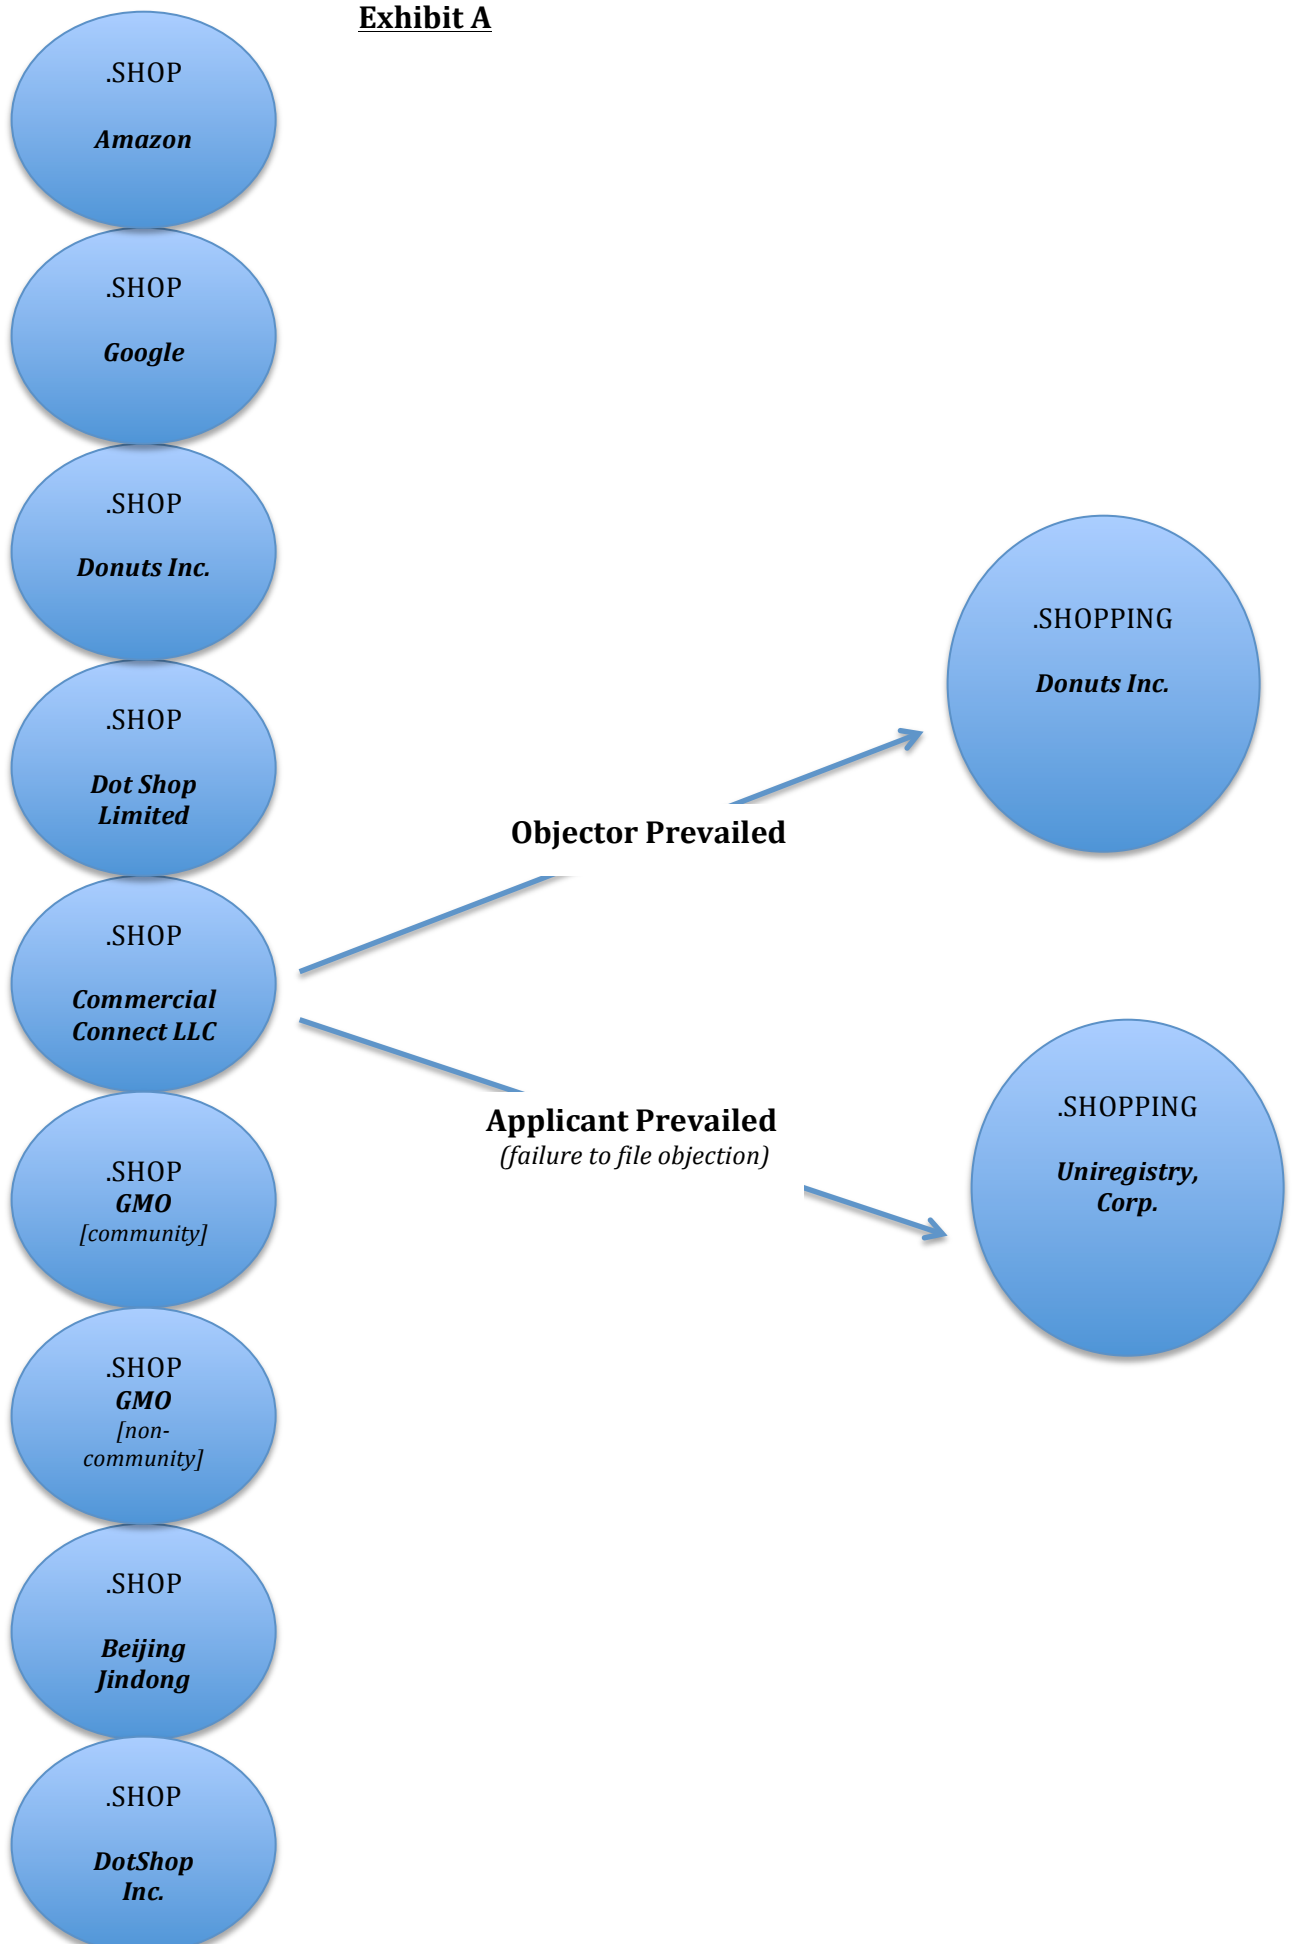 Exhibit A
.SHOP
Amazon
.SHOP
Google
.SHOP
Donuts Inc.
.SHOP
Dot Shop
Limited
.SHOP
Commercial
Connect LLC
.SHOP
GMO
[community]
.SHOP
GMO
[non-
community]
.SHOP
Beijing
Jindong
.SHOP
DotShop
Inc.
Objector Prevailed
Applicant Prevailed
(failure to file objection)
.SHOPPING
Donuts Inc.
.SHOPPING
Uniregistry,
Corp.